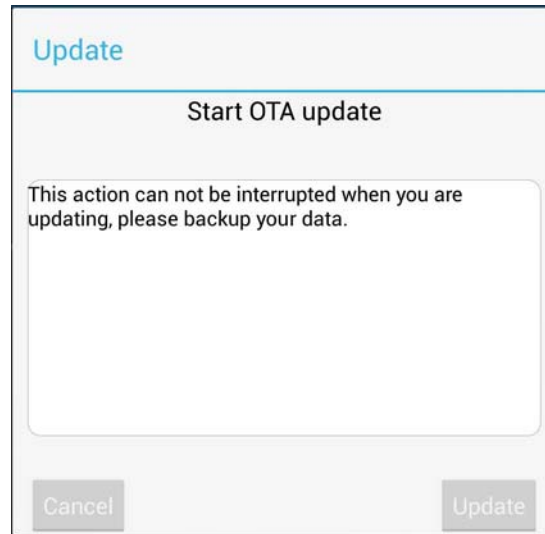 Update
Start OTA update
This action can not be interrupted when you are
updating, please backup your data.
Cancel
Update